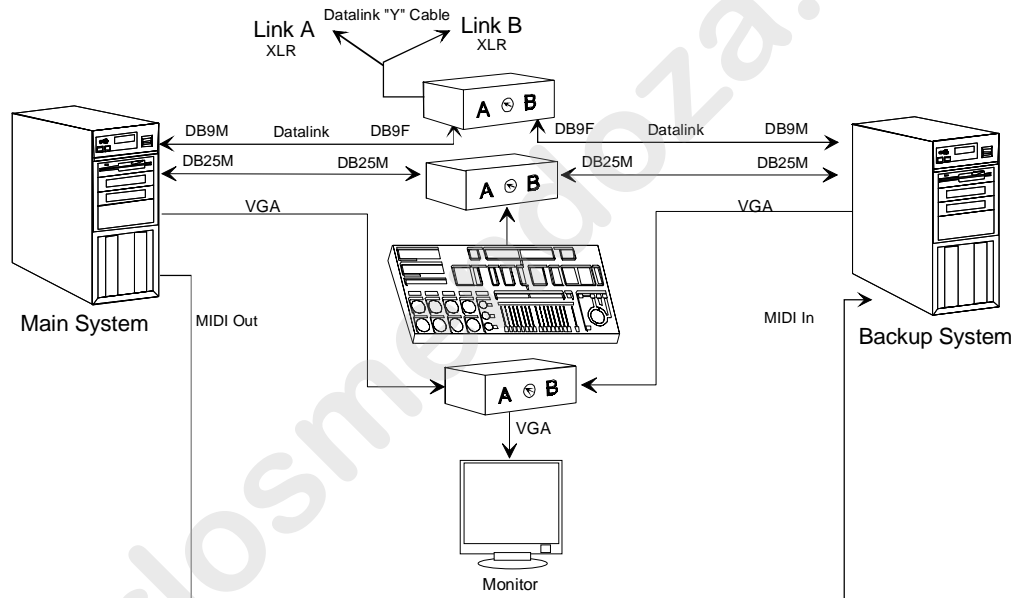 Datalink "Y" Cable
Link A
XLR
Link B
XLR
A B
DB9M Datalink DB9F
DB9F Datalink DB9M
DB25M DB25M
DB25M DB25M
A B
VGA
VGA
Main System
MIDI Out
MIDI In
Backup System
A B
VGA
Monitor
losmendoza.